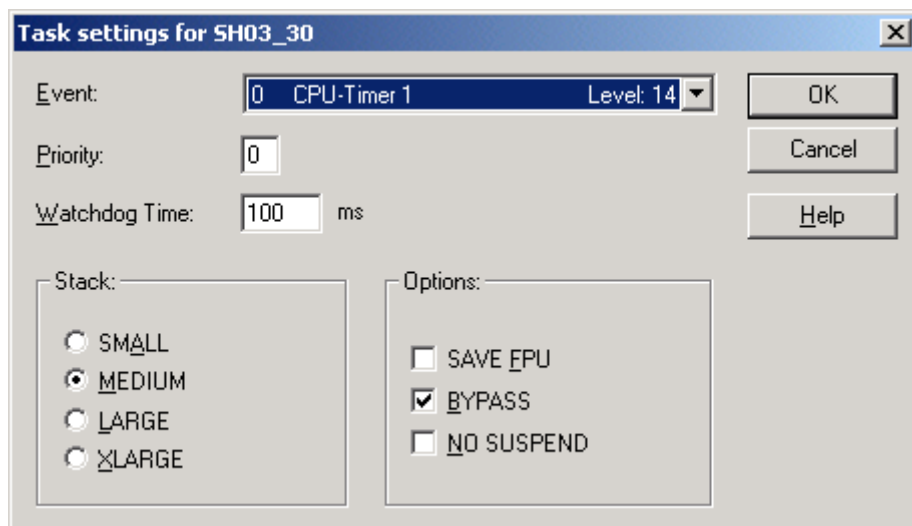 Task settings for SH03_30
Event: 0 CPU-Timer 1 Level: 14 OK
Priority: 0 Cancel
Watchdog Time: 100 ms Help
Stack: Options:
SMALL
MEDIUM
LARGE
XLARGE
SAVE FPU
BYPASS
NO SUSPEND